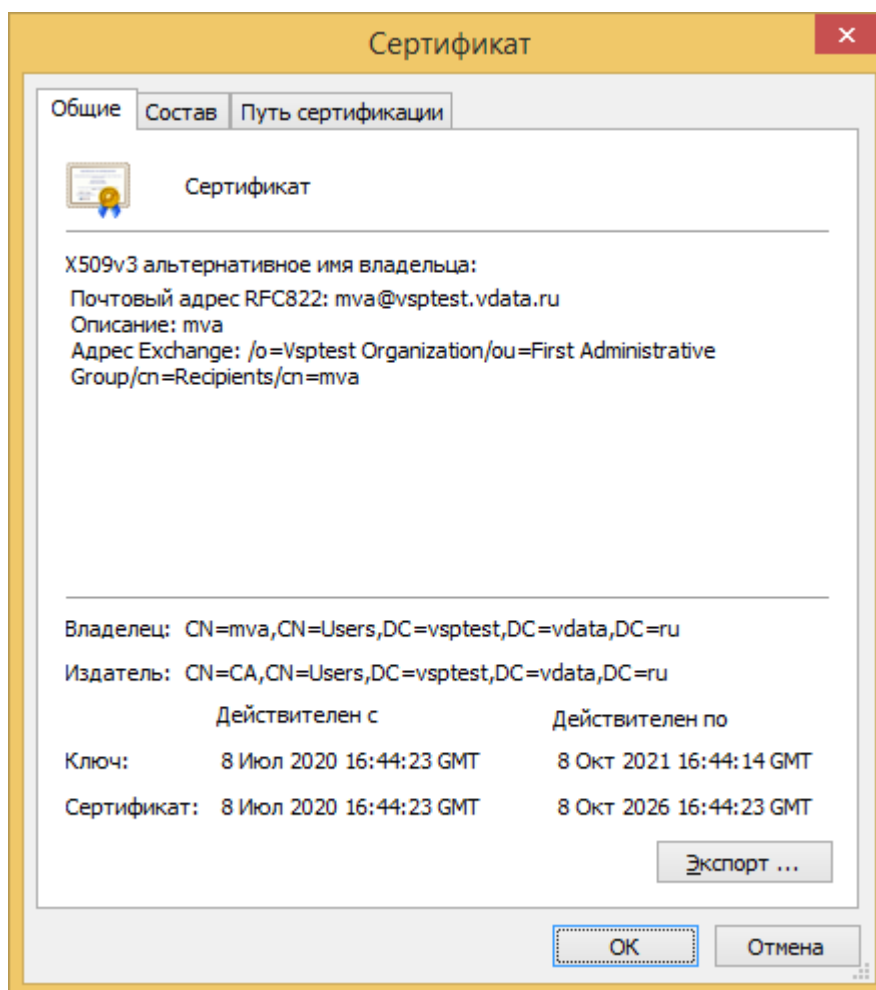 Сертификат
Общие Состав Путь сертификации
Сертификат
X509v3 альтернативное имя владельца:
Почтовый адрес RFC822: mva@vsptest.vdata.ru
Описание: mva
Адрес Exchange: /o=Vsptest Organization/ou=First Administrative
Group/cn=Recipients/cn=mva
Владелец: CN=mva,CN=Users,DC=vsptest,DC=vdata,DC=ru
Издатель: CN=CA,CN=Users,DC=vsptest,DC=vdata,DC=ru
Действителен с Действителен по
Ключ: 8 Июл 2020 16:44:23 GMT 8 Окт 2021 16:44:14 GMT
Сертификат: 8 Июл 2020 16:44:23 GMT 8 Окт 2026 16:44:23 GMT
Экспорт ...
ОК Отмена